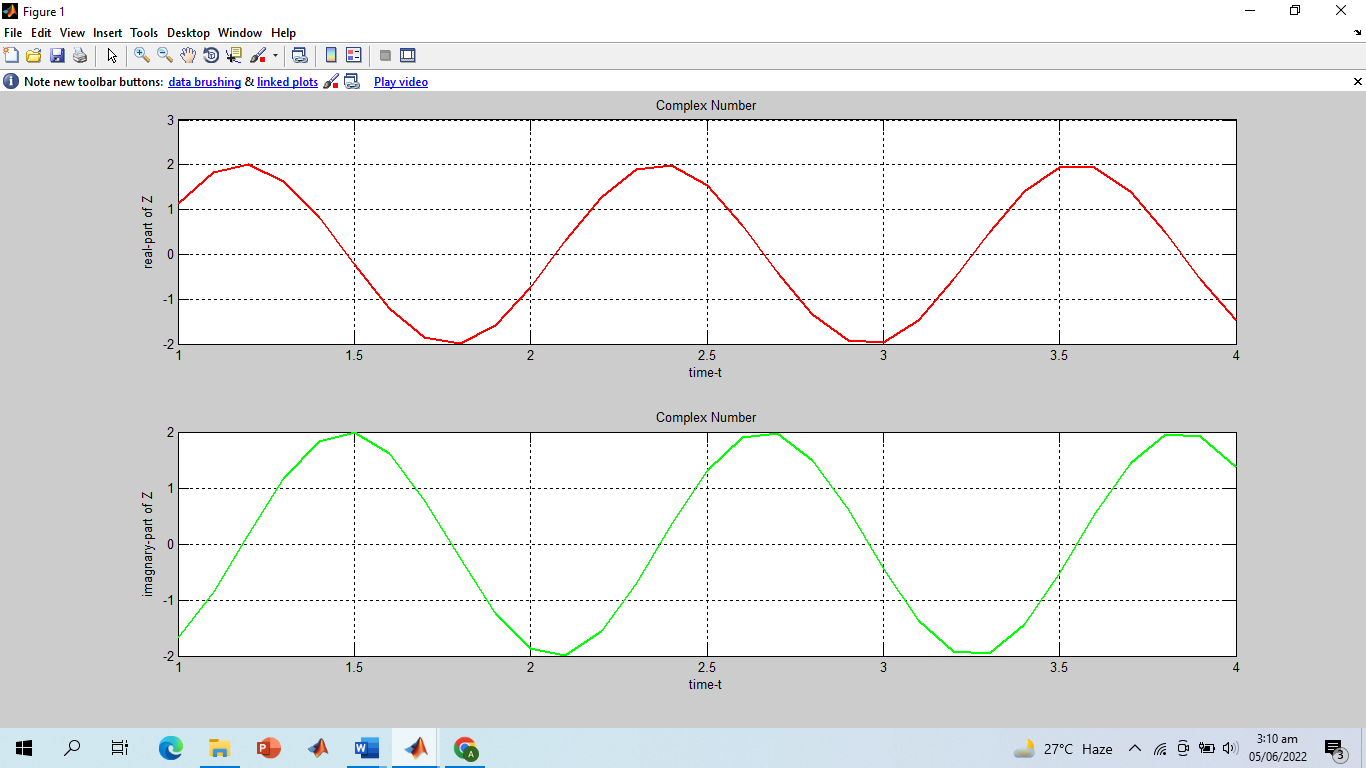 Figure 1
File Edit View Insert Tools Desktop Window Help
Note new toolbar buttons: data brushing & linked plots Play video
Complex Number
3
2
1
0
-1
-2
real-part of Z
1 1.5 2 2.5 3 3.5 4
time-t
Complex Number
2
1
0
-1
-2
imagnary-part of Z
1 1.5 2 2.5 3 3.5 4
time-t
P
W
A
27°C Haze
3:10 am
05/06/2022
3